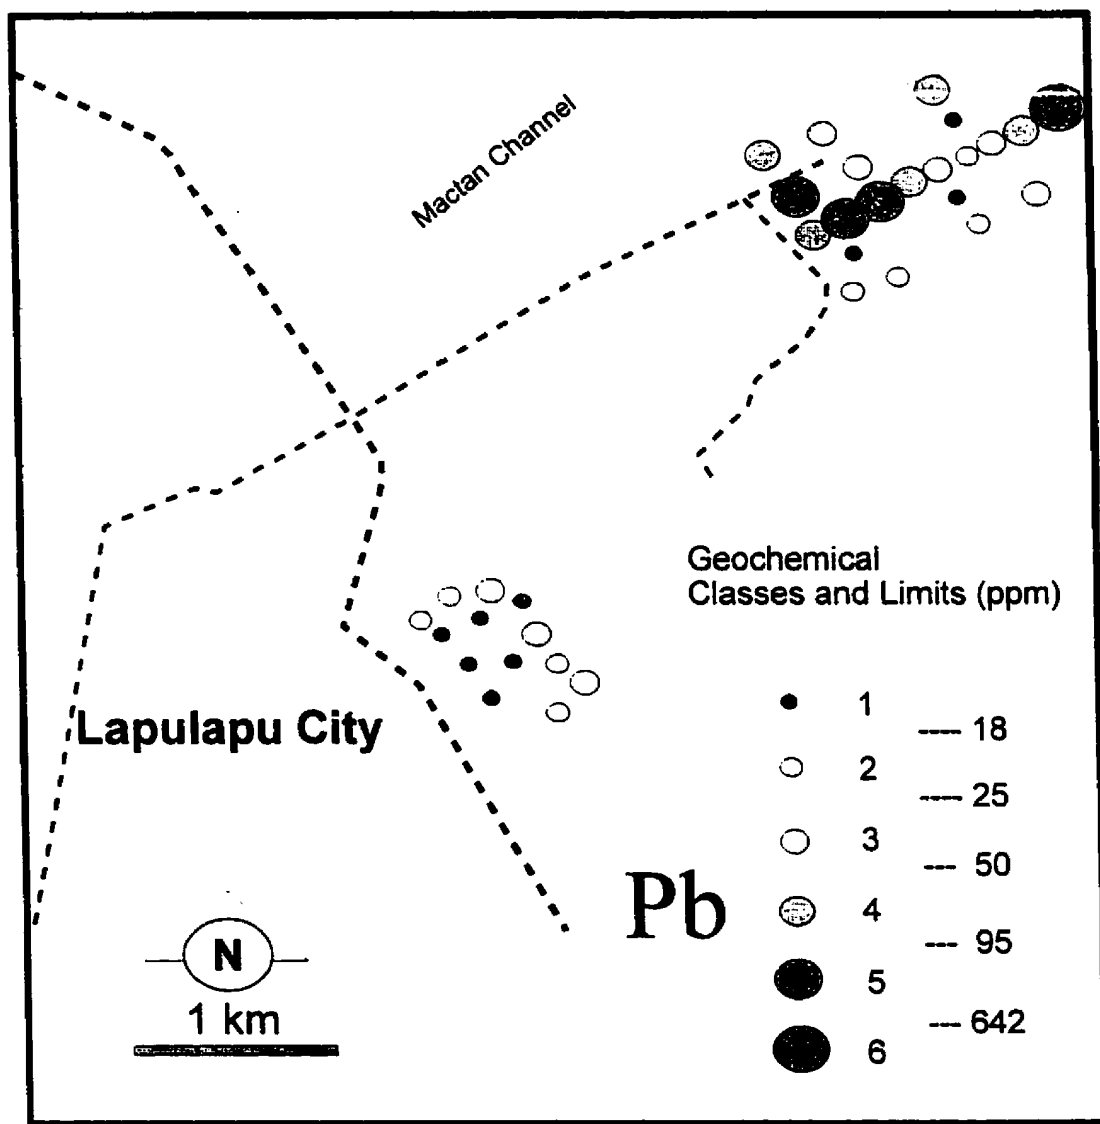 Mactan Channel
Geochemical
Classes and Limits (ppm)
1
---- 18
2
---- 25
3
--- 50
4
--- 95
5
--- 642
6
Lapulapu City
Pb
N
1 km